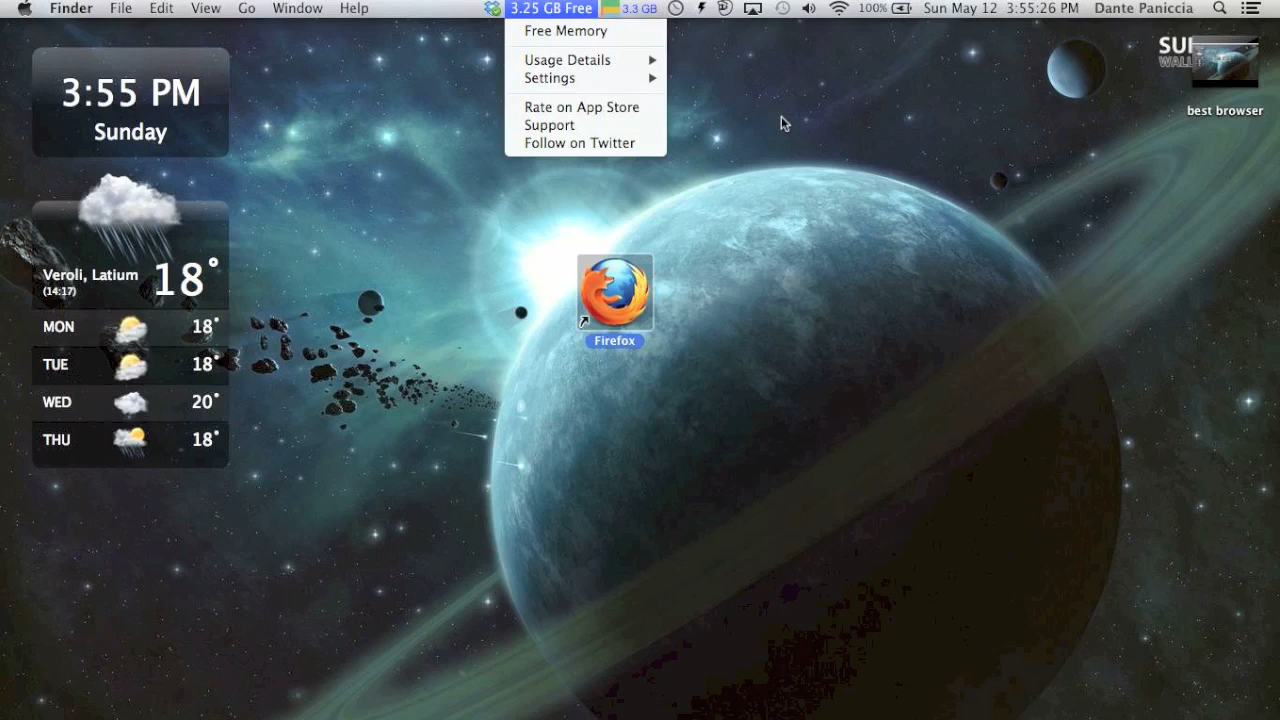 Finder File Edit View Go Window Help 3.25 GB Free 3.3 GB 100% Sun May 12 3:55:26 PM Dante Paniccia
Free Memory
Usage Details
Settings
Rate on App Store
Support
Follow on Twitter
3:55 PM
Sunday
best browser
Veroli, Latium 18°
(14:17)
MON 18°
TUE 18°
WED 20°
THU 18°
Firefox